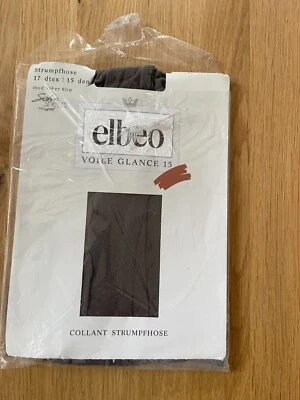 strumpfhose
17 dtex | 15 den
elbeo
VOILE GLANCE 15
COLLANT STRUMPFHOSE